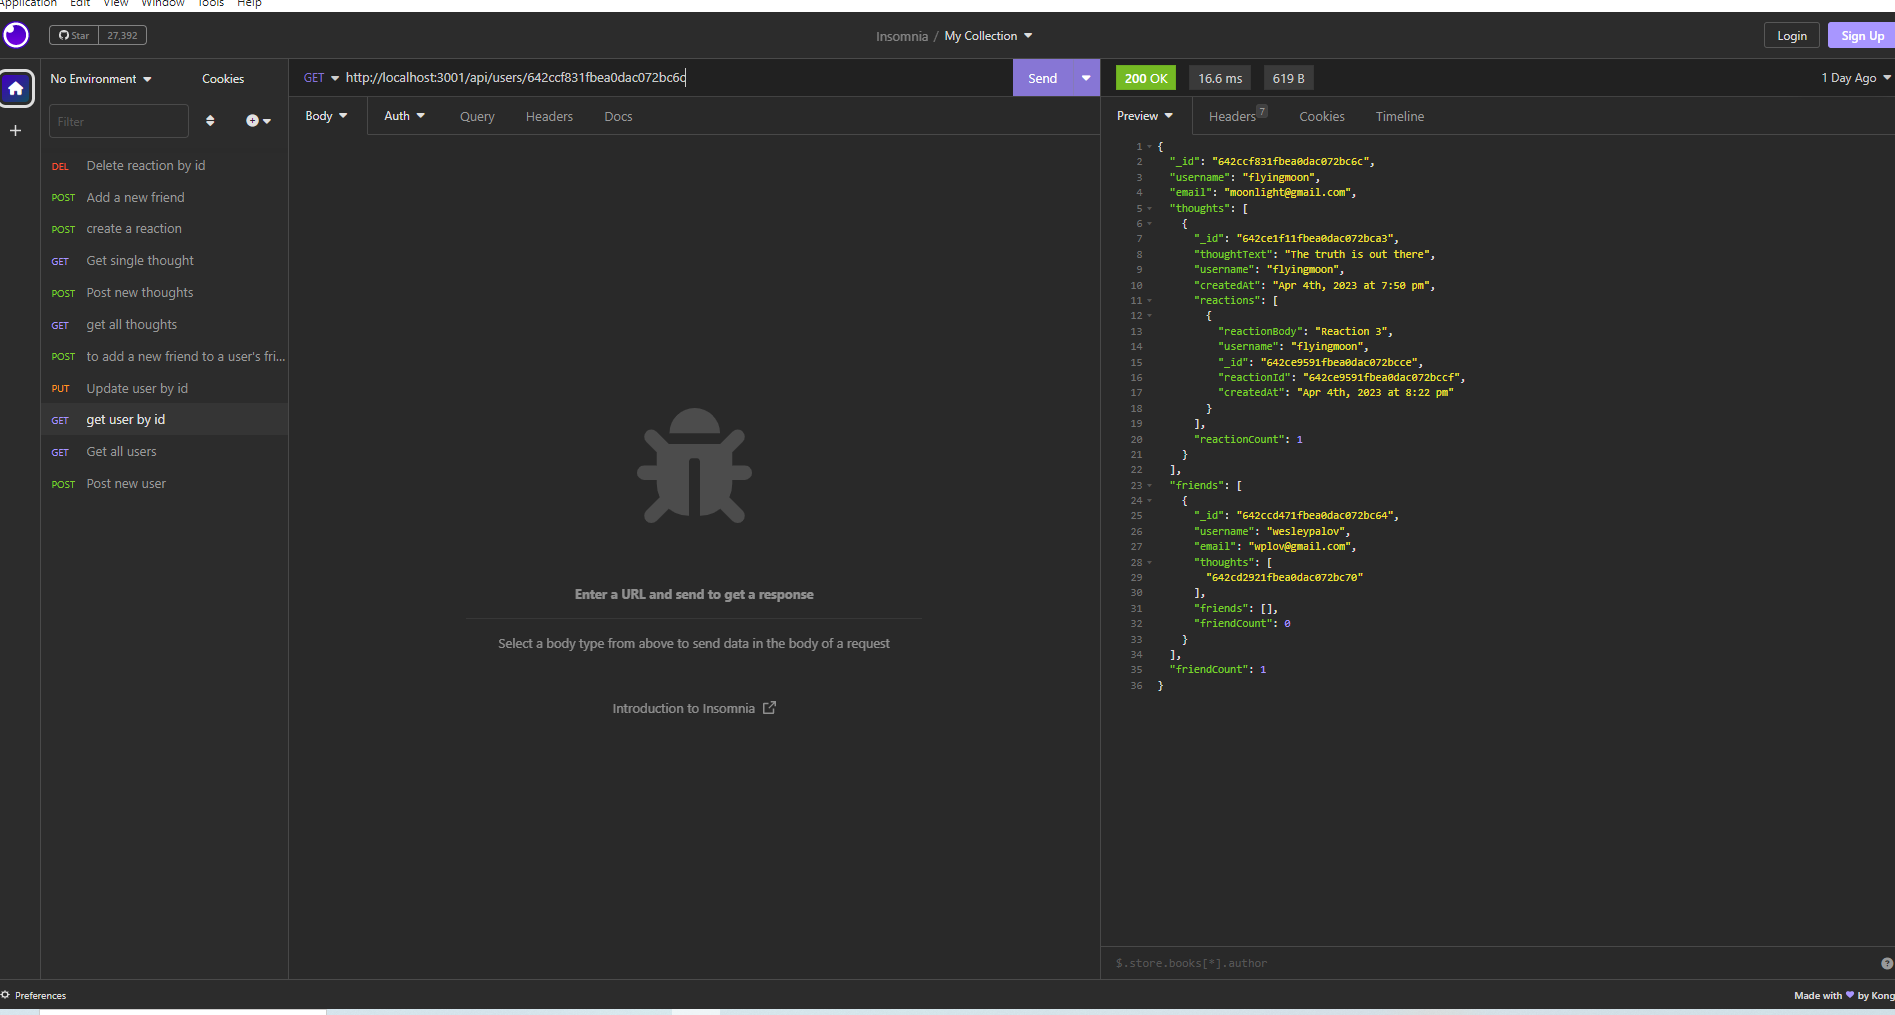 Application Edit View Window Tools Help
Star 27,392
Insomnia / My Collection
Login Sign Up
No Environment Cookies
GET http://localhost:3001/api/users/642ccf831fbea0dac072bc6c
Send
200 OK 16.6 ms 619 B
1 Day Ago
Filter
Body Auth Query Headers Docs
Preview Headers 7 Cookies Timeline
DEL Delete reaction by id
POST Add a new friend
POST create a reaction
GET Get single thought
POST Post new thoughts
GET get all thoughts
POST to add a new friend to a user's fri...
PUT Update user by id
GET get user by id
GET Get all users
POST Post new user
Enter a URL and send to get a response
Select a body type from above to send data in the body of a request
Introduction to Insomnia
1 {
2 "_id": "642ccf831fbea0dac072bc6c",
3 "username": "flyingmoon",
4 "email": "moonlight@gmail.com",
5 "thoughts": [
6 {
7 "_id": "642ce1f11fbea0dac072bca3",
8 "thoughtText": "The truth is out there",
9 "username": "flyingmoon",
10 "createdAt": "Apr 4th, 2023 at 7:50 pm",
11 "reactions": [
12 {
13 "reactionBody": "Reaction 3",
14 "username": "flyingmoon",
15 "_id": "642ce9591fbea0dac072bcce",
16 "reactionId": "642ce9591fbea0dac072bccf",
17 "createdAt": "Apr 4th, 2023 at 8:22 pm"
18 }
19 ],
20 "reactionCount": 1
21 }
22 ],
23 "friends": [
24 {
25 "_id": "642ccd471fbea0dac072bc64",
26 "username": "wesleypalov",
27 "email": "wplov@gmail.com",
28 "thoughts": [
29 "642cd2921fbea0dac072bc70"
30 ],
31 "friends": [],
32 "friendCount": 0
33 }
34 ],
35 "friendCount": 1
36 }
$.store.books[*].author
Preferences
Made with ♥ by Kong